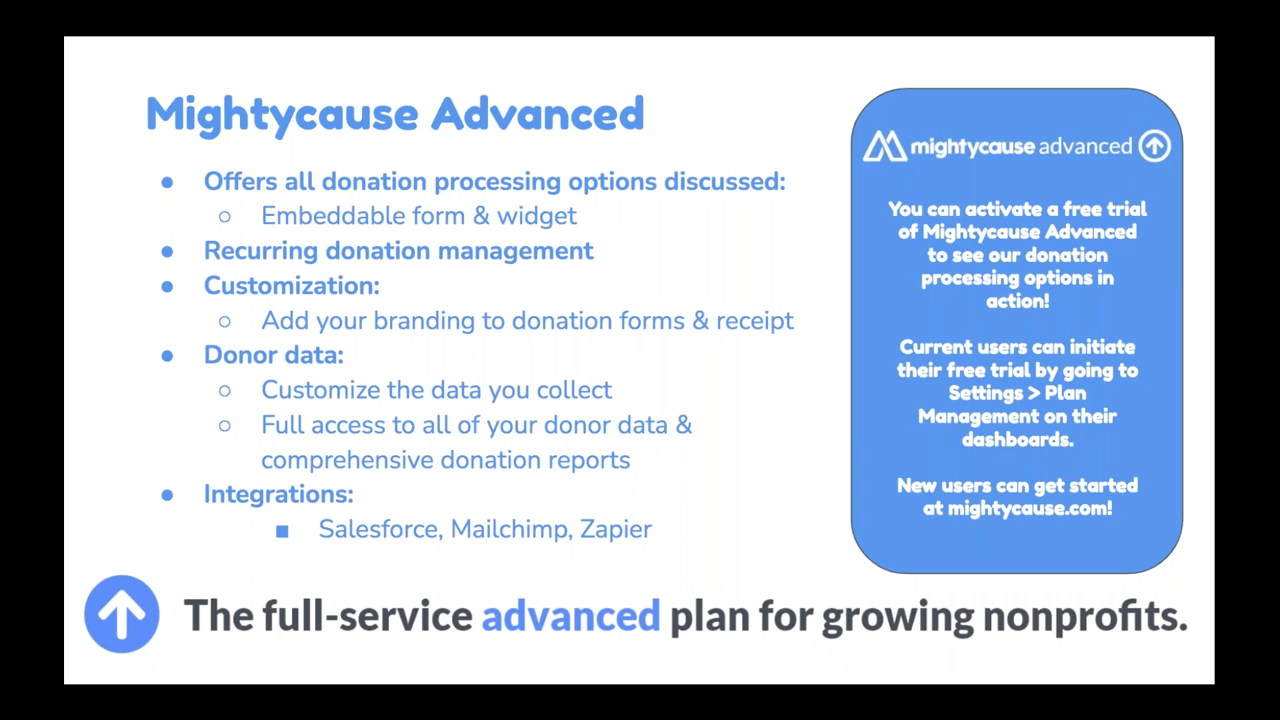 Mightycause Advanced
● Offers all donation processing options discussed:
○ Embeddable form & widget
● Recurring donation management
● Customization:
○ Add your branding to donation forms & receipt
● Donor data:
○ Customize the data you collect
○ Full access to all of your donor data &
comprehensive donation reports
● Integrations:
■ Salesforce, Mailchimp, Zapier
mightycause advanced
You can activate a free trial
of Mightycause Advanced
to see our donation
processing options in
action!
Current users can initiate
their free trial by going to
Settings > Plan
Management on their
dashboards.
New users can get started
at mightycause.com!
The full-service advanced plan for growing nonprofits.